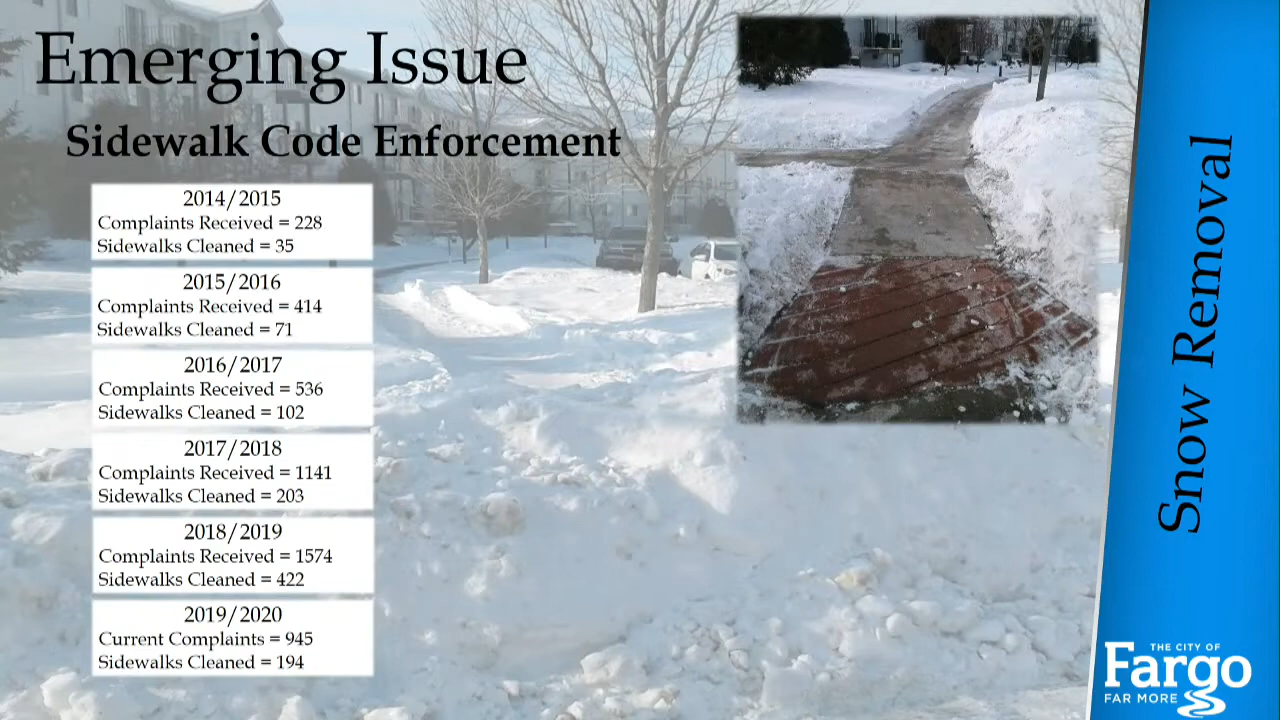 Emerging Issue
Sidewalk Code Enforcement
2014/2015
Complaints Received = 228
Sidewalks Cleaned = 35
2015/2016
Complaints Received = 414
Sidewalks Cleaned = 71
2016/2017
Complaints Received = 536
Sidewalks Cleaned = 102
2017/2018
Complaints Received = 1141
Sidewalks Cleaned = 203
2018/2019
Complaints Received = 1574
Sidewalks Cleaned = 422
2019/2020
Current Complaints = 945
Sidewalks Cleaned = 194
Snow Removal
THE CITY OF
Fargo
FAR MORE